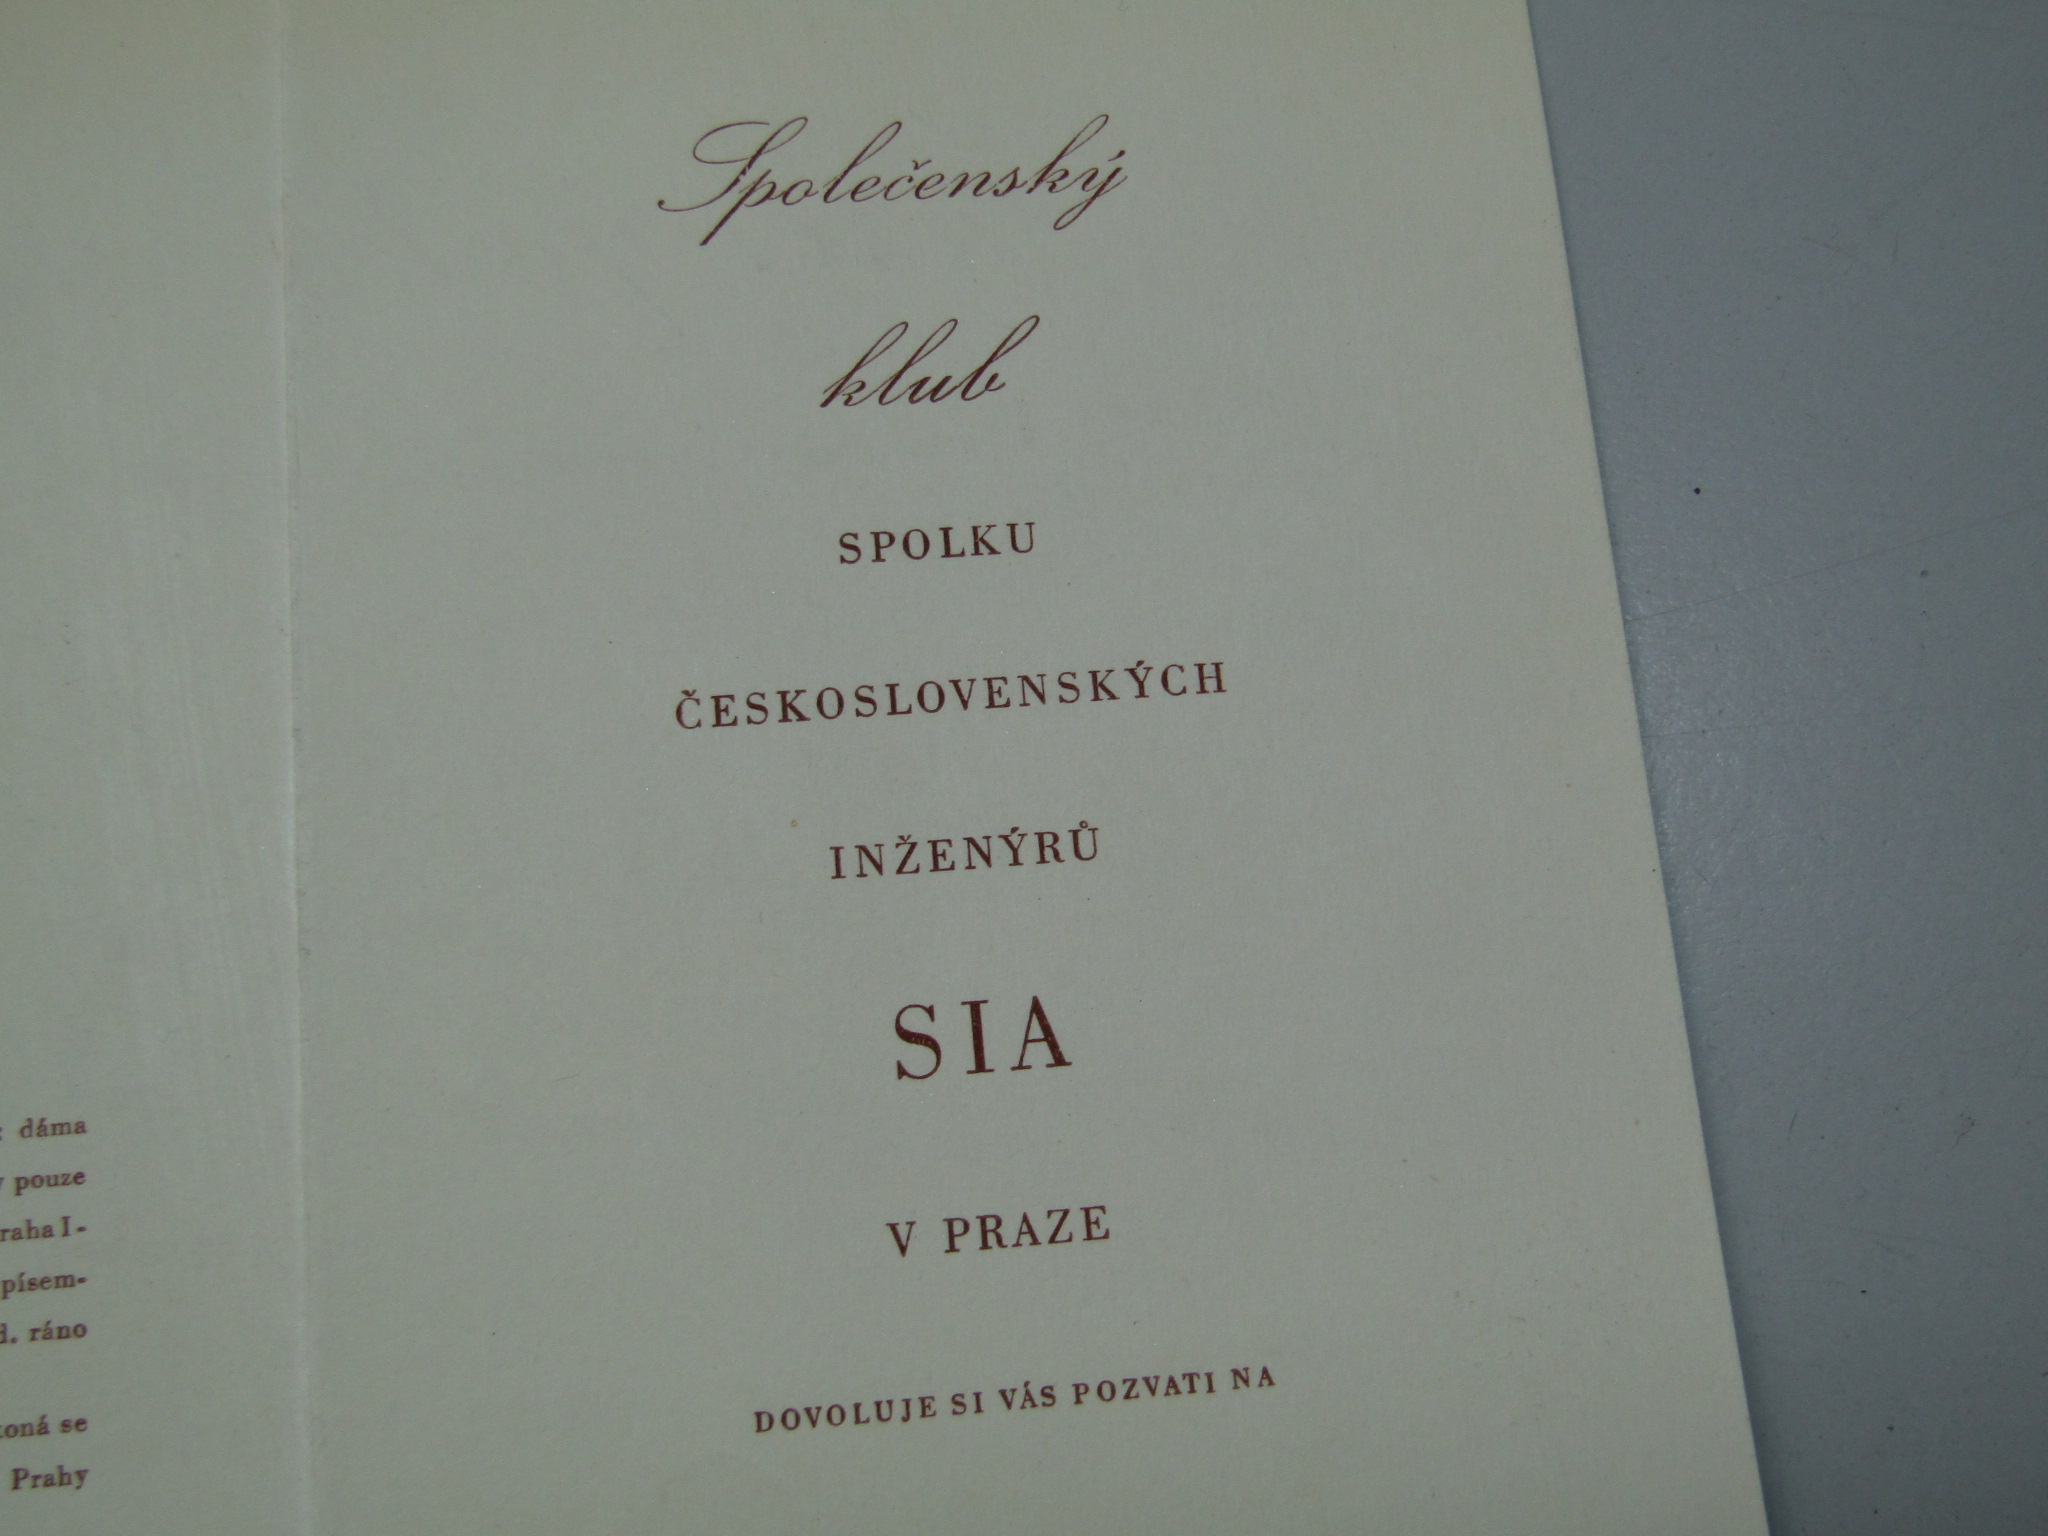 dáma
pouze
raha I-
písem-
d. ráno
koná se
Prahy
Společenský
klub
SPOLKU
ČESKOSLOVENSKÝCH
INŽENÝRŮ
SIA
V PRAZE
DOVOLUJE SI VÁS POZVATI NA